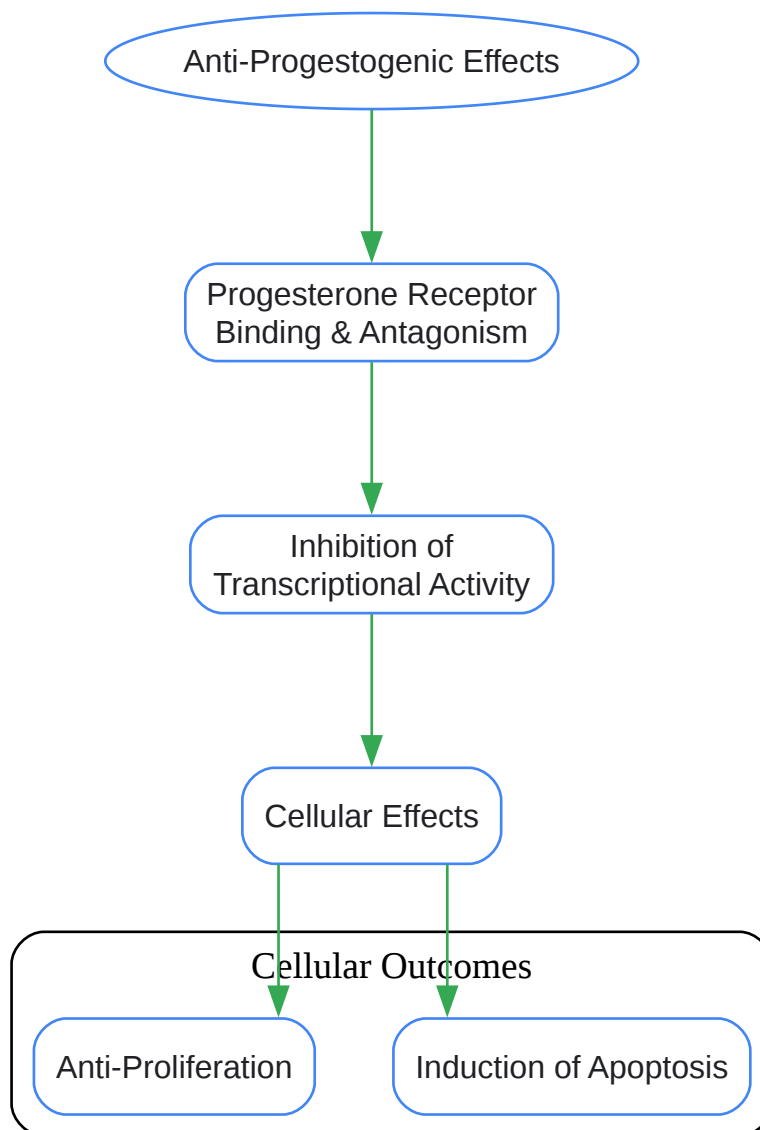 Anti-Progestogenic Effects
Progesterone Receptor
Binding & Antagonism
Inhibition of
Transcriptional Activity
Cellular Effects
Cellular Outcomes
Anti-Proliferation
Induction of Apoptosis